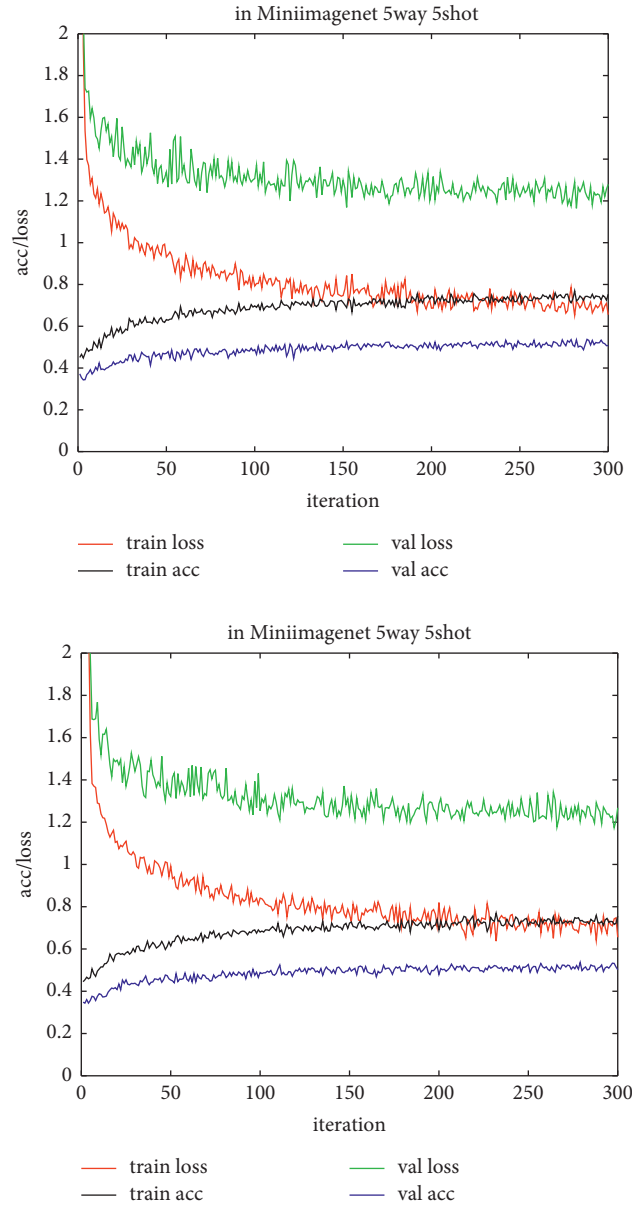 in Miniimagenet 5way 5shot
2
1.8
1.6
1.4
1.2
1
0.8
0.6
0.4
0.2
0
acc/loss
0 50 100 150 200 250 300
iteration
train loss val loss
train acc val acc
in Miniimagenet 5way 5shot
2
1.8
1.6
1.4
1.2
1
0.8
0.6
0.4
0.2
0
acc/loss
0 50 100 150 200 250 300
iteration
train loss val loss
train acc val acc